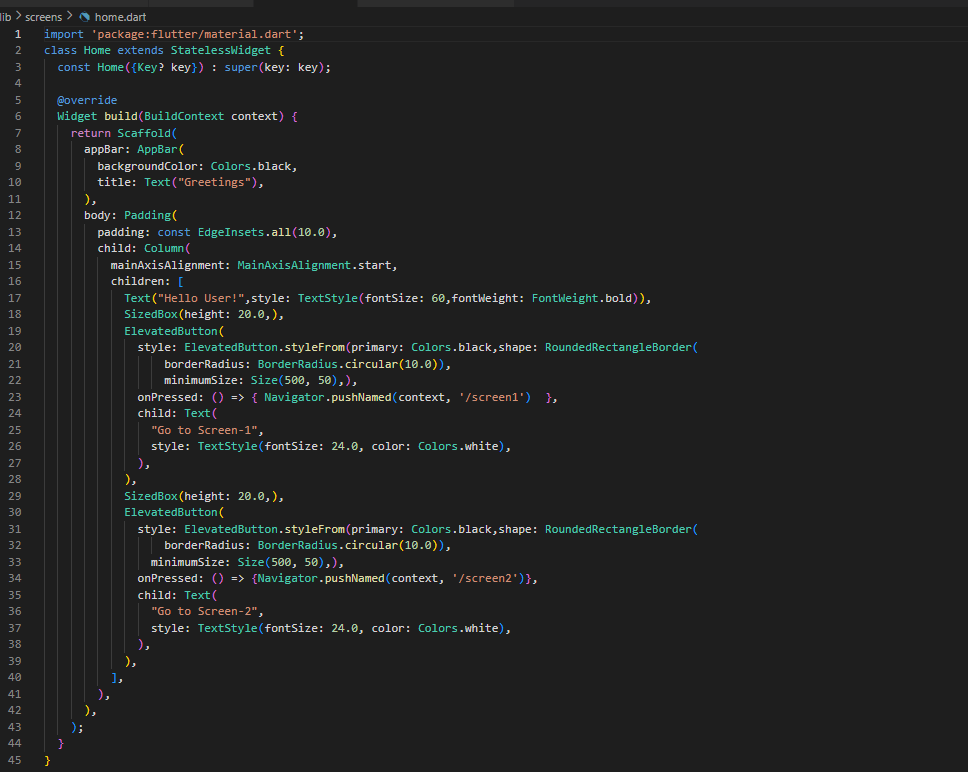 lib > screens > home.dart
1 import 'package:flutter/material.dart';
2 class Home extends StatelessWidget {
3   const Home({Key? key}) : super(key: key);
4
5   @override
6   Widget build(BuildContext context) {
7     return Scaffold(
8       appBar: AppBar(
9         backgroundColor: Colors.black,
10         title: Text("Greetings"),
11       ),
12       body: Padding(
13         padding: const EdgeInsets.all(10.0),
14         child: Column(
15           mainAxisAlignment: MainAxisAlignment.start,
16           children: [
17             Text("Hello User!",style: TextStyle(fontSize: 60,fontWeight: FontWeight.bold)),
18             SizedBox(height: 20.0,),
19             ElevatedButton(
20               style: ElevatedButton.styleFrom(primary: Colors.black,shape: RoundedRectangleBorder(
21                   borderRadius: BorderRadius.circular(10.0)),
22                   minimumSize: Size(500, 50),),
23               onPressed: () => { Navigator.pushNamed(context, '/screen1')  },
24               child: Text(
25                 "Go to Screen-1",
26                 style: TextStyle(fontSize: 24.0, color: Colors.white),
27               ),
28             ),
29             SizedBox(height: 20.0,),
30             ElevatedButton(
31               style: ElevatedButton.styleFrom(primary: Colors.black,shape: RoundedRectangleBorder(
32                   borderRadius: BorderRadius.circular(10.0)),
33                 minimumSize: Size(500, 50),),
34               onPressed: () => {Navigator.pushNamed(context, '/screen2')},
35               child: Text(
36                 "Go to Screen-2",
37                 style: TextStyle(fontSize: 24.0, color: Colors.white),
38               ),
39             ),
40           ],
41         ),
42       ),
43     );
44   }
45 }